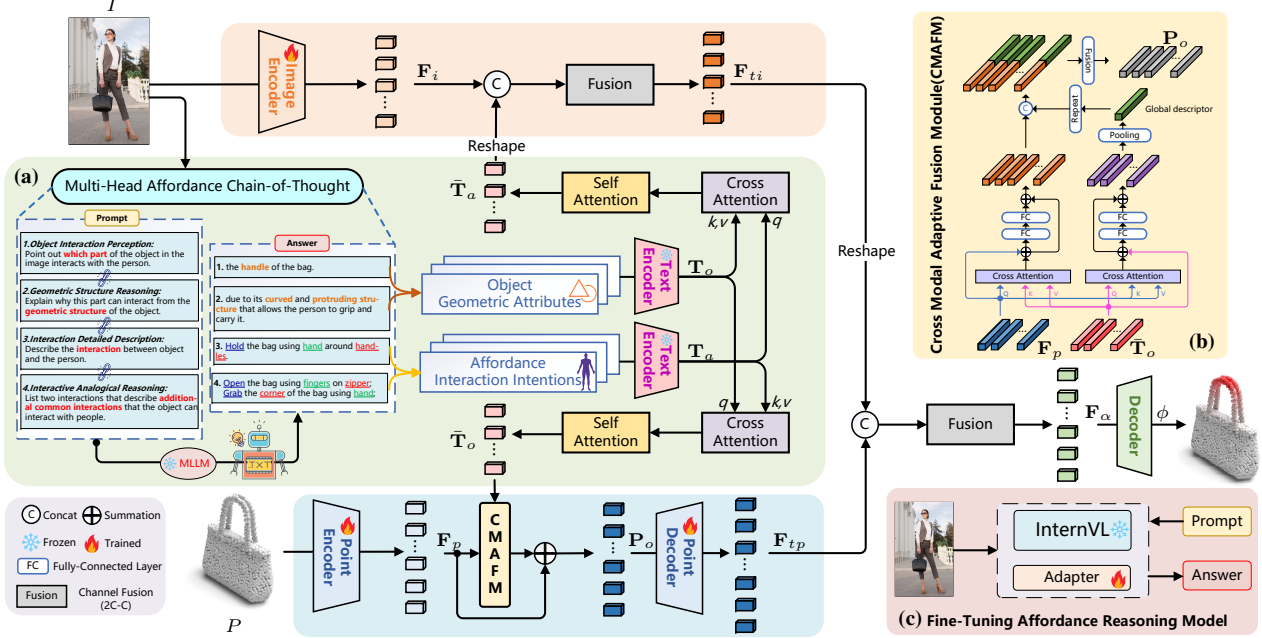 I
Image
Encoder
F_i
C
Fusion
F_ti
Reshape
(a)
Multi-Head Affordance Chain-of-Thought
Prompt
1.Object Interaction Perception:
Point out which part of the object in the
image interacts with the person.
2.Geometric Structure Reasoning:
Explain why this part can interact from the
geometric structure of the object.
3.Interaction Detailed Description:
Describe the interaction between object
and the person.
4.Interactive Analogical Reasoning:
List two interactions that describe addition-
al common interactions that the object can
interact with people.
Answer
1. the handle of the bag.
2. due to its curved and protruding stru-
cture that allows the person to grip and
carry it.
3. Hold the bag using hand around hand-
les.
4. Open the bag using fingers on zipper;
Grab the corner of the bag using hand;
MLLM
.TXT
T̄_a
Self
Attention
Cross
Attention
k,v
q
Object
Geometric Attributes
Text
Encoder
T_o
Affordance
Interaction Intentions
Text
Encoder
T_a
q
k,v
T̄_o
Self
Attention
Cross
Attention
Reshape
C
Fusion
F_α
Decoder
ϕ
C Concat
Summation
Frozen
Trained
FC Fully-Connected Layer
Fusion Channel Fusion
(2C-C)
P
Point
Encoder
F_p
CMAFM
P_o
Point
Decoder
F_tp
Cross Modal Adaptive Fusion Module(CMAFM)
P_o
Fusion
C
Repeat
Global descriptor
Pooling
FC
FC
FC
FC
Cross Attention
Cross Attention
Q
K
V
Q
K
V
F_p
T̄_o
(b)
InternVL
Adapter
Prompt
Answer
(c) Fine-Tuning Affordance Reasoning Model